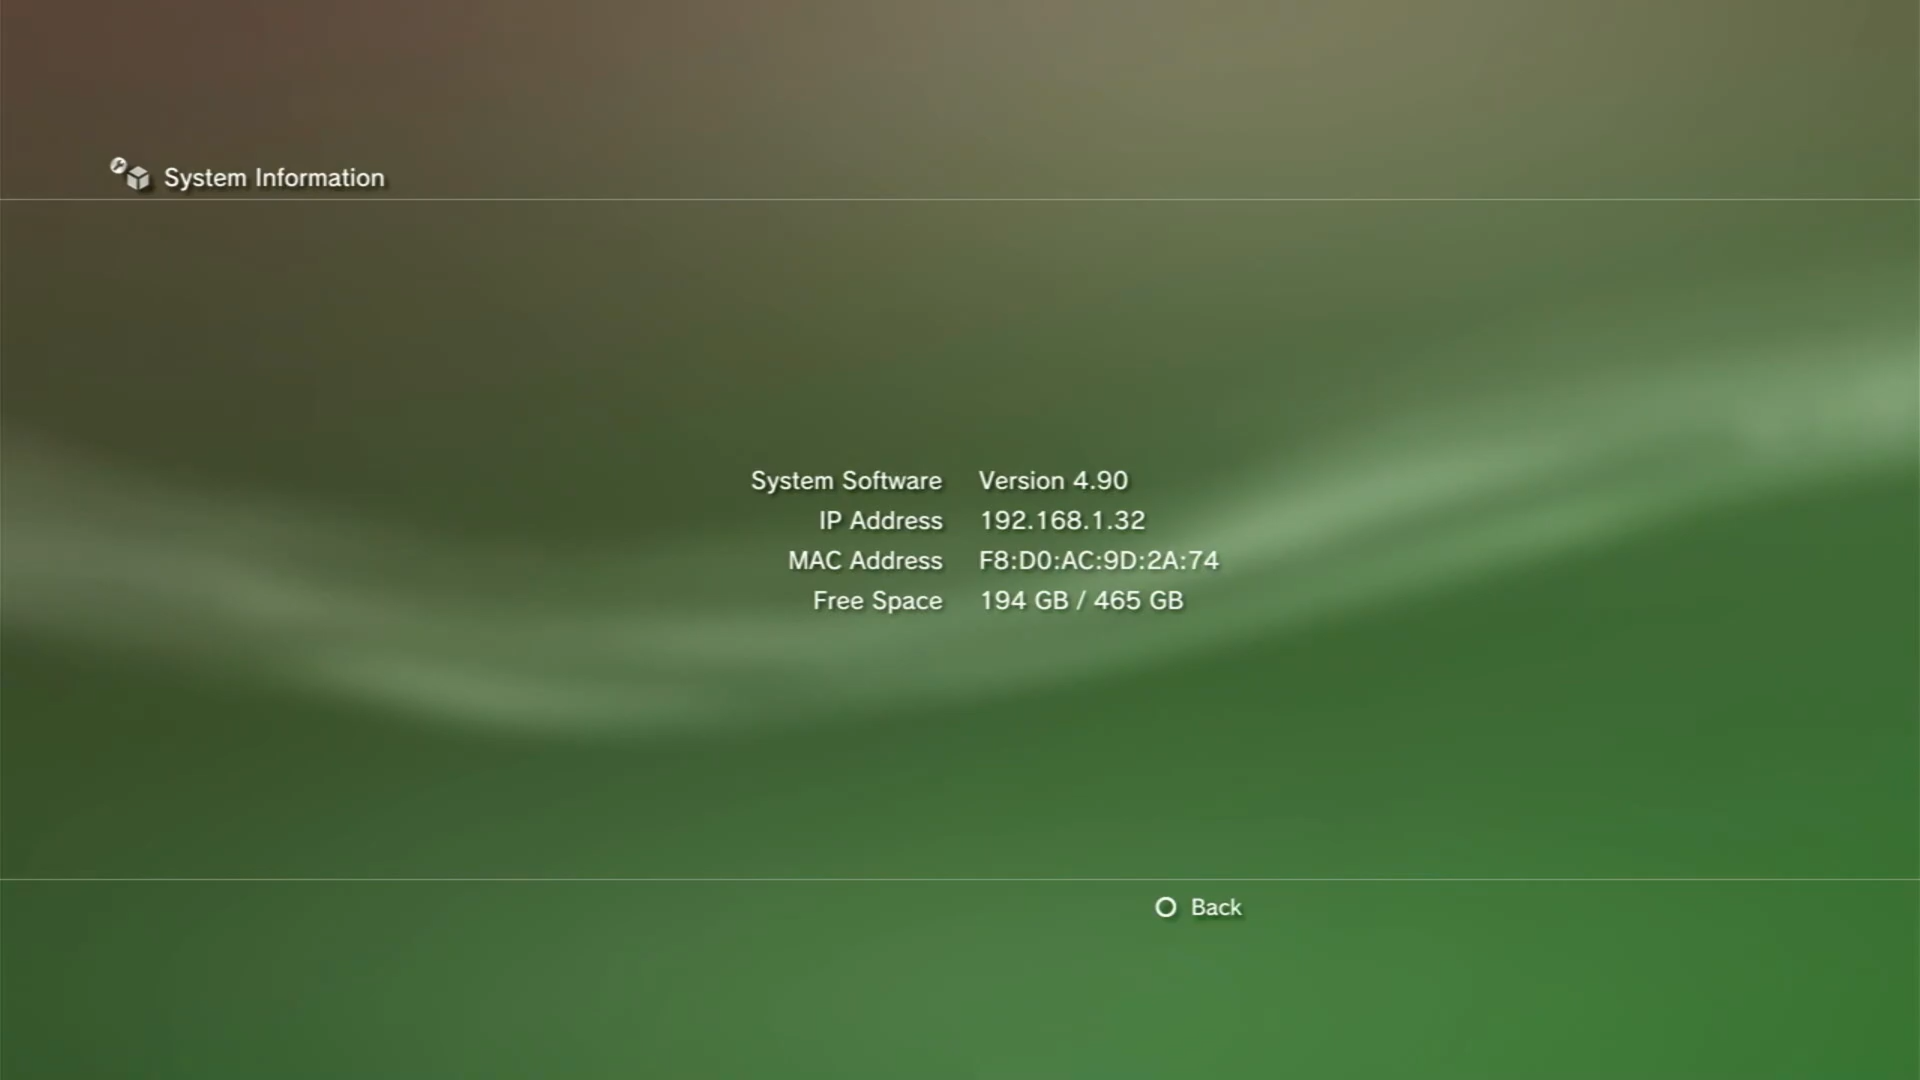 System Information
System Software Version 4.90
IP Address 192.168.1.32
MAC Address F8:D0:AC:9D:2A:74
Free Space 194 GB / 465 GB
Back